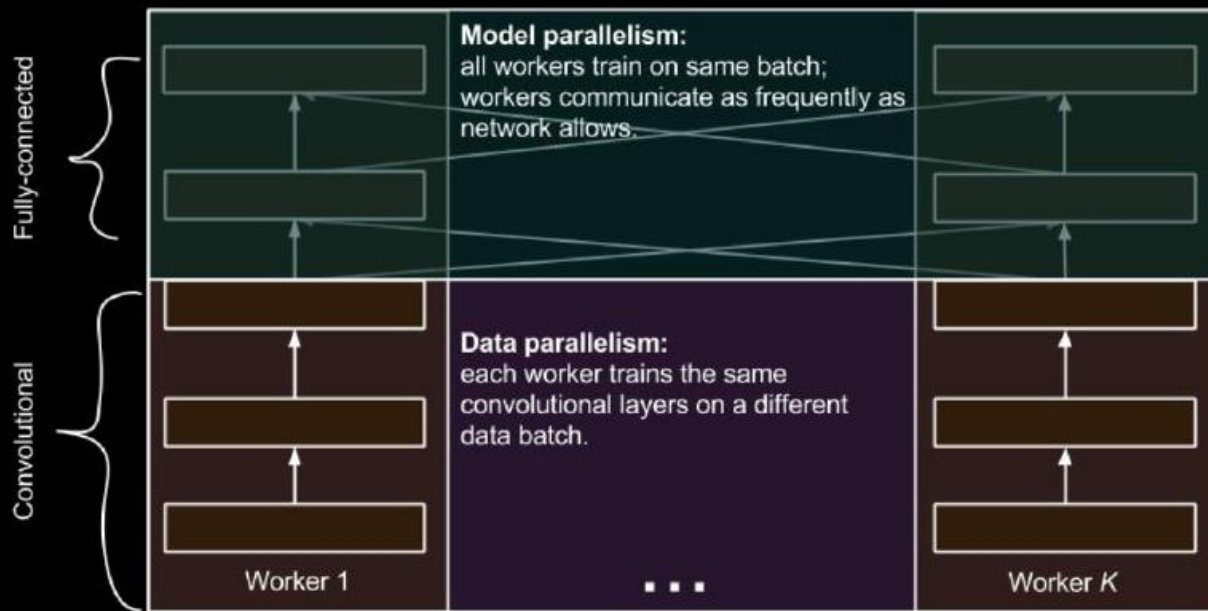 Fully-connected
Model parallelism:
all workers train on same batch;
workers communicate as frequently as
network allows.
Convolutional
Data parallelism:
each worker trains the same
convolutional layers on a different
data batch.
Worker 1
...
Worker K